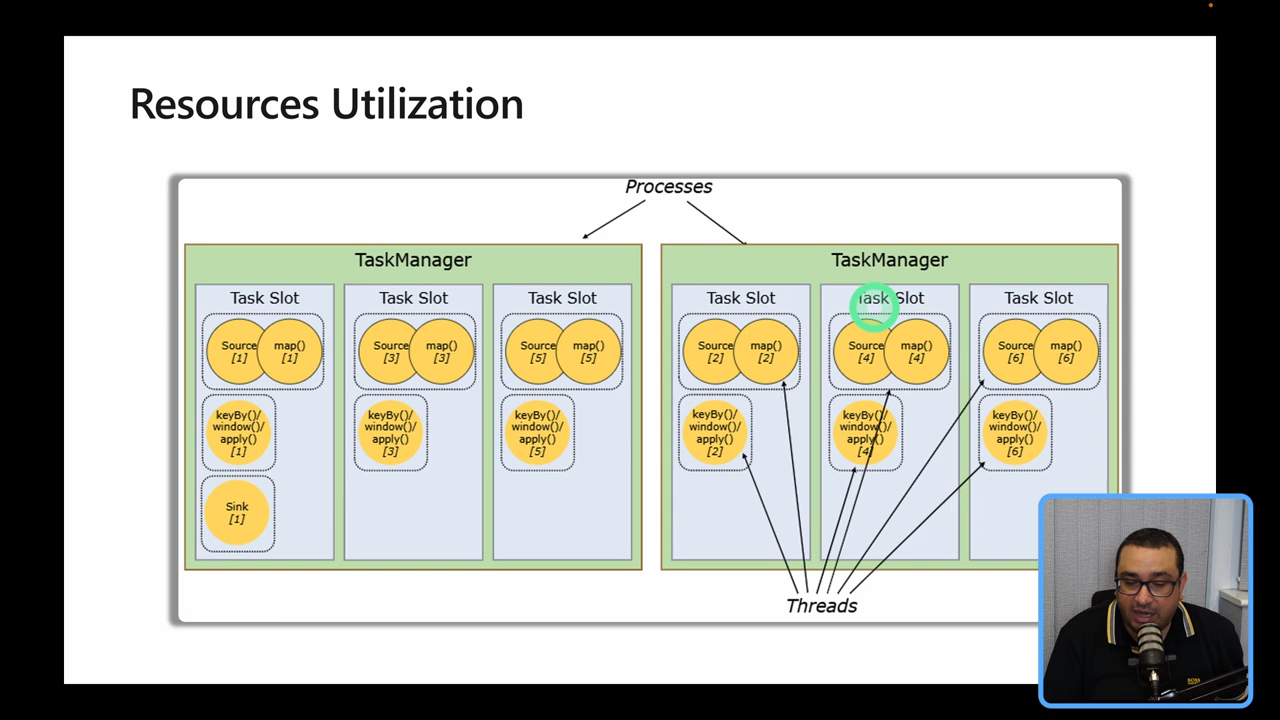 Resources Utilization
Processes
TaskManager
Task Slot
Source
[1]
map()
[1]
keyBy()/
window()/
apply()
[1]
Sink
[1]
Task Slot
Source
[3]
map()
[3]
keyBy()/
window()/
apply()
[3]
Task Slot
Source
[5]
map()
[5]
keyBy()/
window()/
apply()
[5]
TaskManager
Task Slot
Source
[2]
map()
[2]
keyBy()/
window()/
apply()
[2]
Task Slot
Source
[4]
map()
[4]
keyBy()/
window()/
apply()
[4]
Task Slot
Source
[6]
map()
[6]
keyBy()/
window()/
apply()
[6]
Threads
BOSS